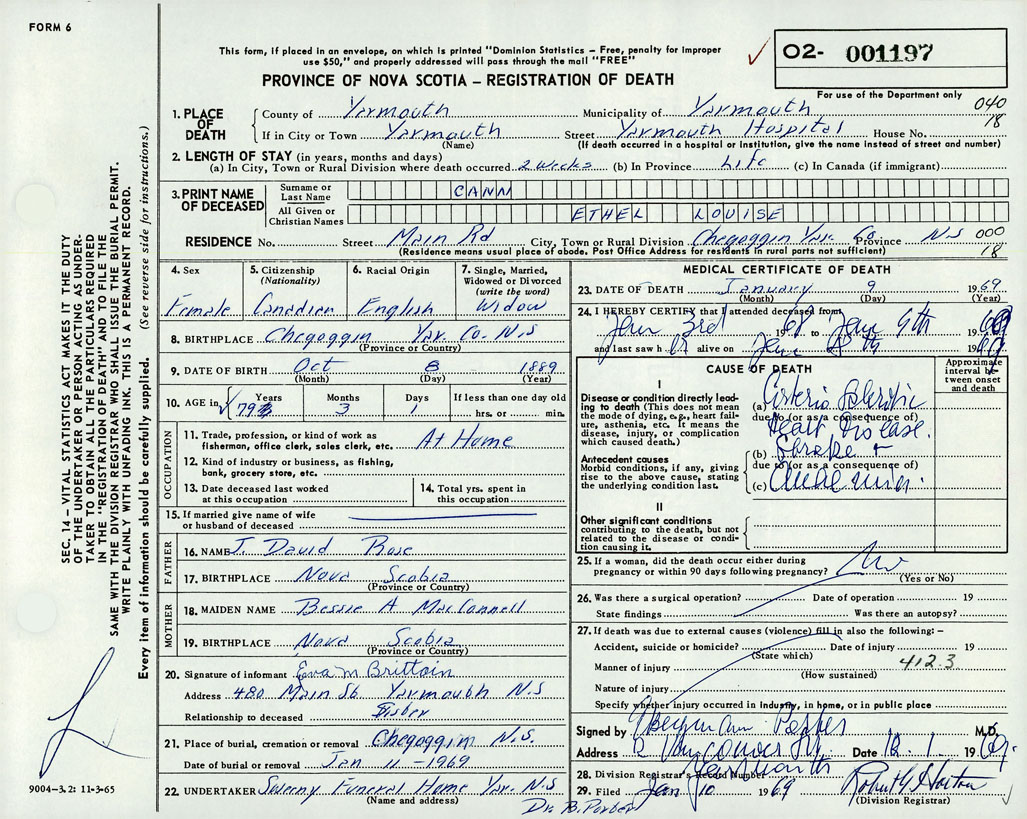 FORM 6
This form, if placed in an envelope, on which is printed "Dominion Statistics – Free, penalty for improper
use $50," and properly addressed will pass through the mail "FREE"
O2- 001197
PROVINCE OF NOVA SCOTIA – REGISTRATION OF DEATH
For use of the Department only
040
18
1. PLACE OF DEATH
County of Yarmouth Municipality of Yarmouth
If in City or Town Yarmouth Street Yarmouth Hospital House No.
(Name) (If death occurred in a hospital or institution, give the name instead of street and number)
2. LENGTH OF STAY (in years, months and days)
(a) In City, Town or Rural Division where death occurred 2 weeks (b) In Province Life (c) In Canada (if immigrant)
3. PRINT NAME OF DECEASED
Surname or Last Name CANN
All Given or Christian Names ETHEL LOUISE
RESIDENCE No. Street Main Rd City, Town or Rural Division Chegoggin Yar. Co. Province N.S 000
(Residence means usual place of abode. Post Office Address for residents in rural parts not sufficient) 18
4. Sex Female
5. Citizenship (Nationality) Canadian
6. Racial Origin English
7. Single, Married, Widowed or Divorced (write the word) Widow
8. BIRTHPLACE Chegoggin Yar. Co. N.S
(Province or Country)
9. DATE OF BIRTH Oct 8 1889
(Month) (Day) (Year)
10. AGE in Years Months Days If less than one day old
79 3 1 hrs. or min.
OCCUPATION
11. Trade, profession, or kind of work as
fisherman, office clerk, sales clerk, etc. At Home
12. Kind of industry or business, as fishing,
bank, grocery store, etc.
13. Date deceased last worked
at this occupation
14. Total yrs. spent in
this occupation
15. If married give name of wife
or husband of deceased
FATHER
16. NAME J. David Rose
17. BIRTHPLACE Nova Scotia
(Province or Country)
MOTHER
18. MAIDEN NAME Bessie A MacConnell
19. BIRTHPLACE Nova Scotia
(Province or Country)
20. Signature of informant Eva M Brittain
Address 480 Main St Yarmouth N.S
Relationship to deceased Sister
21. Place of burial, cremation or removal Chegoggin N.S.
Date of burial or removal Jan 11 - 1969
22. UNDERTAKER Sweeny Funeral Home Yar. N.S
(Name and address) Dr. B. Parker
MEDICAL CERTIFICATE OF DEATH
23. DATE OF DEATH January 9 1969
(Month) (Day) (Year)
24. I HEREBY CERTIFY that I attended deceased from
Jan 3rd 1968 to Jan 9th 1969
and last saw h alive on Jan 8th 1969
CAUSE OF DEATH
Approximate interval between onset and death
I
Disease or condition directly leading
to death (This does not mean
the mode of dying, e.g., heart failure,
asthenia, etc. It means the
disease, injury, or complication
which caused death.)
(a) Arterio Sclerotic
due to (or as a consequence of)
Heart Disease.
Antecedent causes
Morbid conditions, if any, giving
rise to the above cause, stating
the underlying condition last.
(b) Stroke +
due to (or as a consequence of)
(c)
II
Other significant conditions
contributing to the death, but not
related to the disease or condition
causing it.
25. If a woman, did the death occur either during
pregnancy or within 90 days following pregnancy? No
(Yes or No)
26. Was there a surgical operation? Date of operation 19
State findings Was there an autopsy?
27. If death was due to external causes (violence) fill in also the following: –
Accident, suicide or homicide? Date of injury 19
(State which) 412.3
Manner of injury
(How sustained)
Nature of injury
Specify whether injury occurred in industry, in home, or in public place
Signed by M.D.
Address Vancouver St. Date 10. 1. 1969.
Yarmouth
28. Division Registrar's Record Number
29. Filed Jan 10 1969 Robert G Horton
(Division Registrar)
SEC. 14 – VITAL STATISTICS ACT MAKES IT THE DUTY
OF THE UNDERTAKER OR PERSON ACTING AS UNDER-
TAKER TO OBTAIN ALL THE PARTICULARS REQUIRED
IN THE "REGISTRATION OF DEATH" AND TO FILE THE
SAME WITH THE DIVISION REGISTRAR WHO SHALL ISSUE THE BURIAL PERMIT.
WRITE PLAINLY WITH UNFADING INK. THIS IS A PERMANENT RECORD.
Every item of information should be carefully supplied. (See reverse side for instructions.)
9004-3.2: 11-3-65